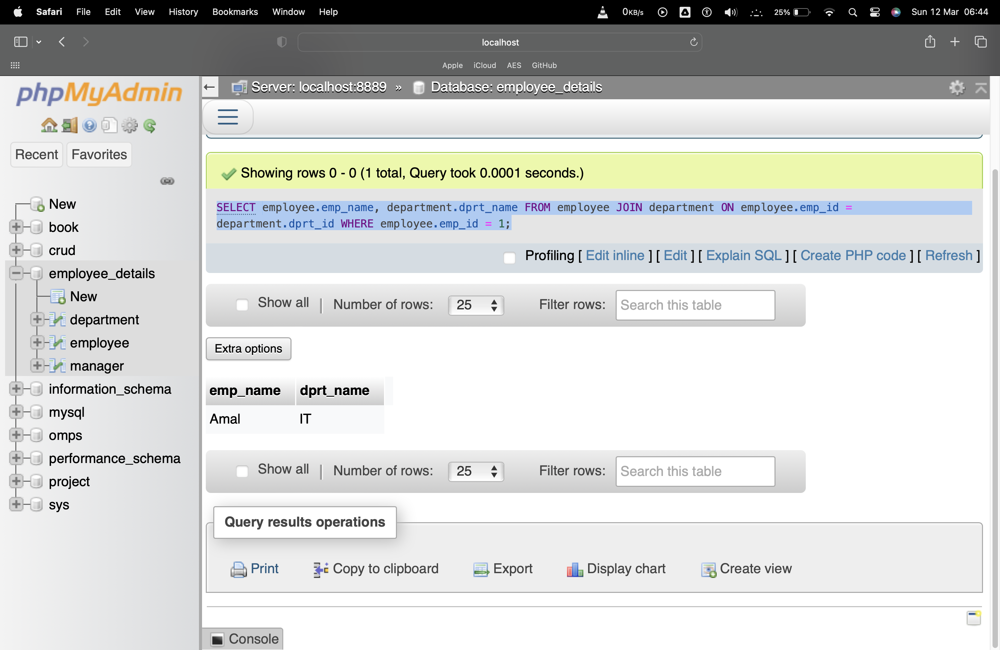 Safari File Edit View History Bookmarks Window Help 0KB/s 25% Sun 12 Mar 06:44
localhost
Apple iCloud AES GitHub
phpMyAdmin
Recent Favorites
New
book
crud
employee_details
New
department
employee
manager
information_schema
mysql
omps
performance_schema
project
sys
Server: localhost:8889 » Database: employee_details
Showing rows 0 - 0 (1 total, Query took 0.0001 seconds.)
SELECT employee.emp_name, department.dprt_name FROM employee JOIN department ON employee.emp_id =
department.dprt_id WHERE employee.emp_id = 1;
Profiling [ Edit inline ] [ Edit ] [ Explain SQL ] [ Create PHP code ] [ Refresh ]
Show all | Number of rows: 25 Filter rows: Search this table
Extra options
emp_name dprt_name
Amal IT
Show all | Number of rows: 25 Filter rows: Search this table
Query results operations
Print Copy to clipboard Export Display chart Create view
Console